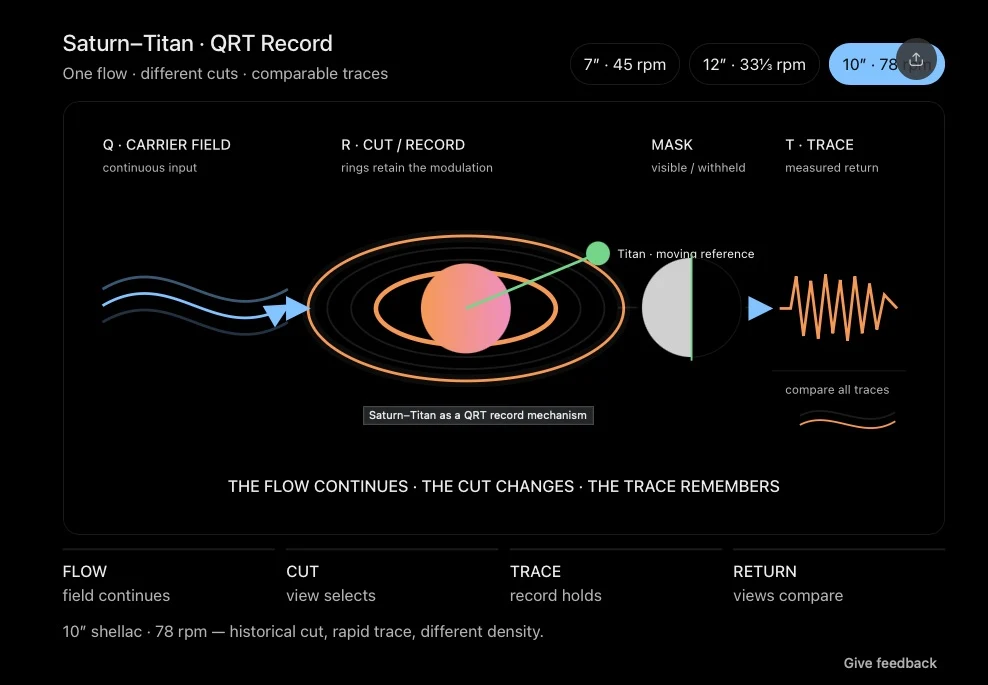 Saturn–Titan · QRT Record
One flow · different cuts · comparable traces
7″ · 45 rpm
12″ · 33⅓ rpm
10″ · 78
Q · CARRIER FIELD
continuous input
R · CUT / RECORD
rings retain the modulation
MASK
visible / withheld
T · TRACE
measured return
Titan · moving reference
compare all traces
Saturn–Titan as a QRT record mechanism
THE FLOW CONTINUES · THE CUT CHANGES · THE TRACE REMEMBERS
FLOW
field continues
CUT
view selects
TRACE
record holds
RETURN
views compare
10″ shellac · 78 rpm — historical cut, rapid trace, different density.
Give feedback